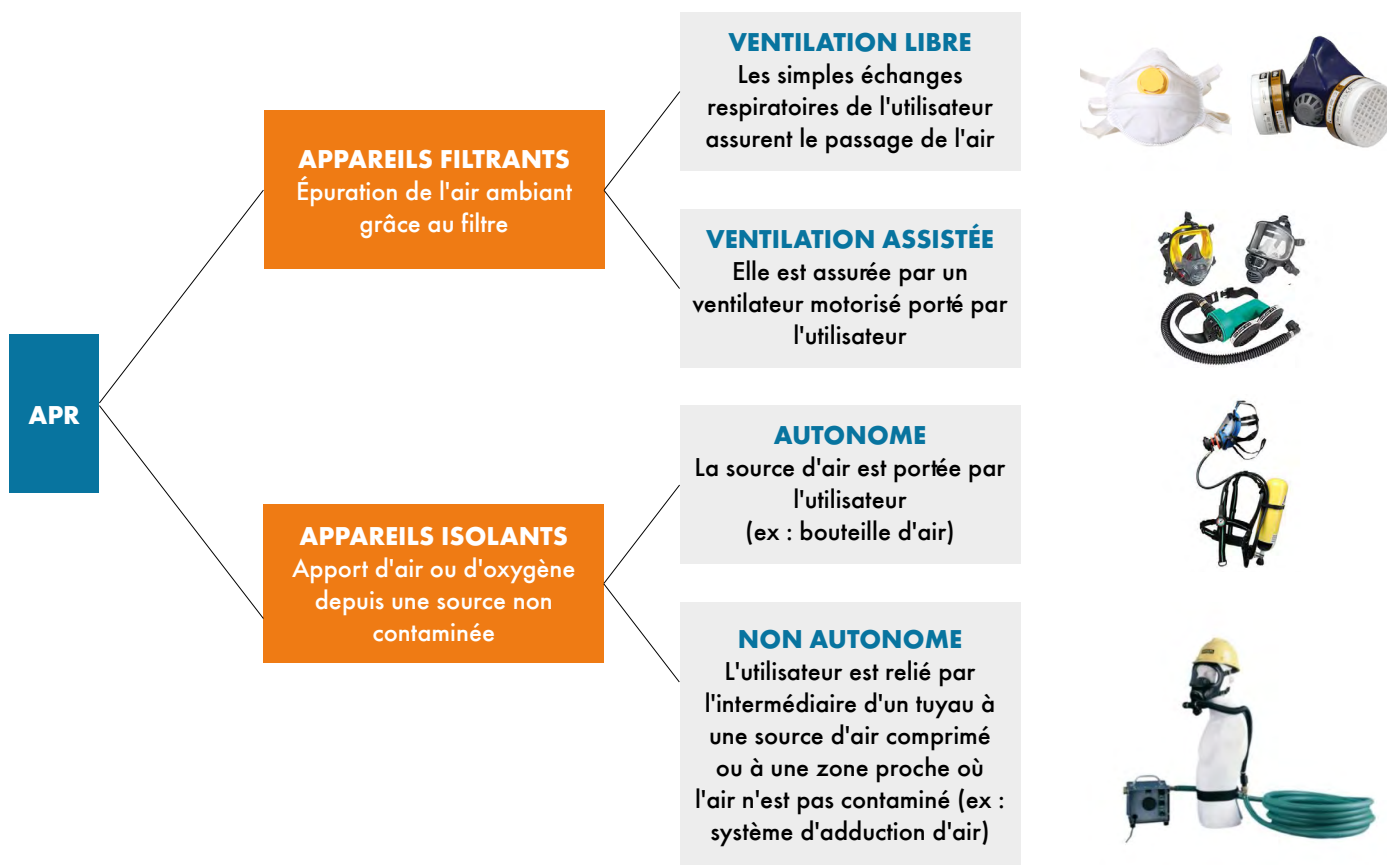 VENTILATION LIBRE
Les simples échanges
respiratoires de l'utilisateur
assurent le passage de l'air
APPAREILS FILTRANTS
Épuration de l'air ambiant
grâce au filtre
VENTILATION ASSISTÉE
Elle est assurée par un
ventilateur motorisé porté par
l'utilisateur
APR
AUTONOME
La source d'air est portée par
l'utilisateur
(ex : bouteille d'air)
APPAREILS ISOLANTS
Apport d'air ou d'oxygène
depuis une source non
contaminée
NON AUTONOME
L'utilisateur est relié par
l'intermédiaire d'un tuyau à
une source d'air comprimé
ou à une zone proche où
l'air n'est pas contaminé (ex :
système d'adduction d'air)